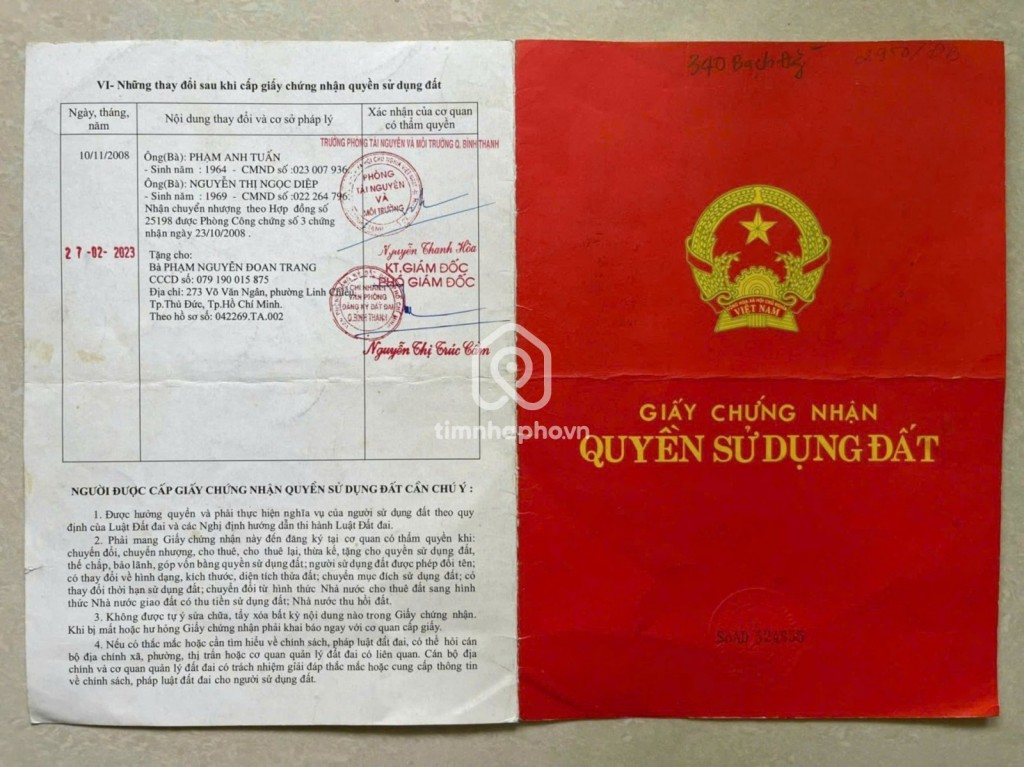 VI- Những thay đổi sau khi cấp giấy chứng nhận quyền sử dụng đất
Ngày, tháng, năm
Nội dung thay đổi và cơ sở pháp lý
Xác nhận của cơ quan có thẩm quyền
TRƯỞNG PHÒNG TÀI NGUYÊN VÀ MÔI TRƯỜNG Q. BÌNH THẠNH
10/11/2008
Ông(Bà): PHẠM ANH TUẤN
- Sinh năm : 1964 - CMND số :023 007 936.
Ông(Bà): NGUYỄN THỊ NGỌC DIỆP
- Sinh năm : 1969 - CMND số :022 264 796.
Nhận chuyển nhượng theo Hợp đồng số
25198 được Phòng Công chứng số 3 chứng
nhận ngày 23/10/2008 .
PHÒNG
TÀI NGUYÊN
VÀ
MÔI TRƯỜNG
Nguyễn Thanh Hòa
27-02-2023
Tặng cho:
Bà PHẠM NGUYỄN ĐOAN TRANG
CCCD số: 079 190 015 875
Địa chỉ: 273 Võ Văn Ngân, phường Linh Chiểu,
Tp.Thủ Đức, Tp.Hồ Chí Minh.
Theo hồ sơ số: 042269.TA.002
KT.GIÁM ĐỐC
PHÓ GIÁM ĐỐC
CHI NHÁNH
VĂN PHÒNG
ĐĂNG KÝ ĐẤT ĐAI
Q.BÌNH THẠNH
Nguyễn Thị Trúc Cầm
NGƯỜI ĐƯỢC CẤP GIẤY CHỨNG NHẬN QUYỀN SỬ DỤNG ĐẤT CẦN CHÚ Ý :
1. Được hưởng quyền và phải thực hiện nghĩa vụ của người sử dụng đất theo quy
định của Luật Đất đai và các Nghị định hướng dẫn thi hành Luật Đất đai.
2. Phải mang Giấy chứng nhận này đến đăng ký tại cơ quan có thẩm quyền khi:
chuyển đổi, chuyển nhượng, cho thuê, cho thuê lại, thừa kế, tặng cho quyền sử dụng đất,
thế chấp, bảo lãnh, góp vốn bằng quyền sử dụng đất; người sử dụng đất được phép đổi tên;
có thay đổi về hình dạng, kích thước, diện tích thửa đất; chuyển mục đích sử dụng đất; có
thay đổi thời hạn sử dụng đất; chuyển đổi từ hình thức Nhà nước cho thuê đất sang hình
thức Nhà nước giao đất có thu tiền sử dụng đất; Nhà nước thu hồi đất.
3. Không được tự ý sửa chữa, tẩy xóa bất kỳ nội dung nào trong Giấy chứng nhận.
Khi bị mất hoặc hư hỏng Giấy chứng nhận phải khai báo ngay với cơ quan cấp giấy.
4. Nếu có thắc mắc hoặc cần tìm hiểu về chính sách, pháp luật đất đai, có thể hỏi cán
bộ địa chính xã, phường, thị trấn hoặc cơ quan quản lý đất đai có liên quan. Cán bộ địa
chính và cơ quan quản lý đất đai có trách nhiệm giải đáp thắc mắc hoặc cung cấp thông tin
về chính sách, pháp luật đất đai cho người sử dụng đất.
340 Bạch Đằng
VIỆT NAM
GIẤY CHỨNG NHẬN
QUYỀN SỬ DỤNG ĐẤT
timnhapho.vn